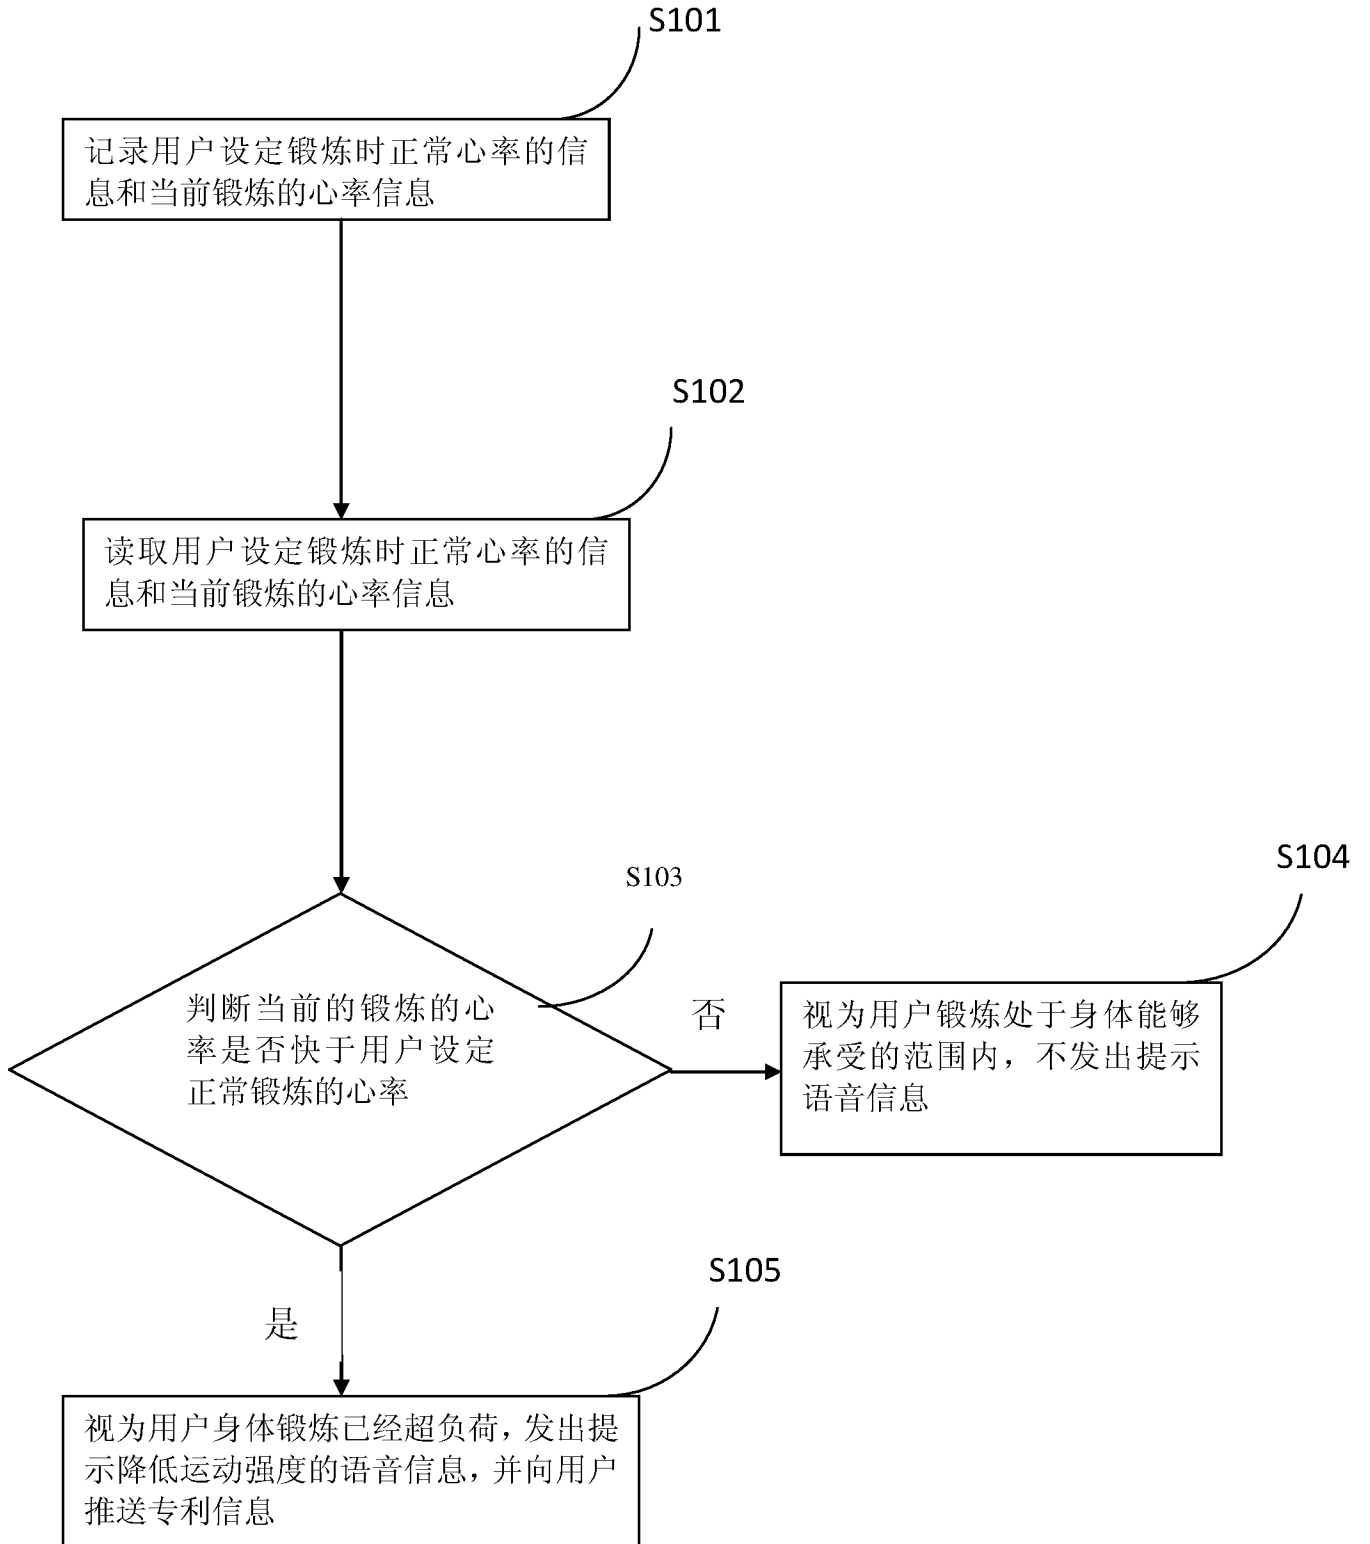 S101
记录用户设定锻炼时正常心率的信
息和当前锻炼的心率信息
S102
读取用户设定锻炼时正常心率的信
息和当前锻炼的心率信息
S103
判断当前的锻炼的心
率是否快于用户设定
正常锻炼的心率
否
S104
视为用户锻炼处于身体能够
承受的范围内，不发出提示
语音信息
是
S105
视为用户身体锻炼已经超负荷，发出提
示降低运动强度的语音信息，并向用户
推送专利信息